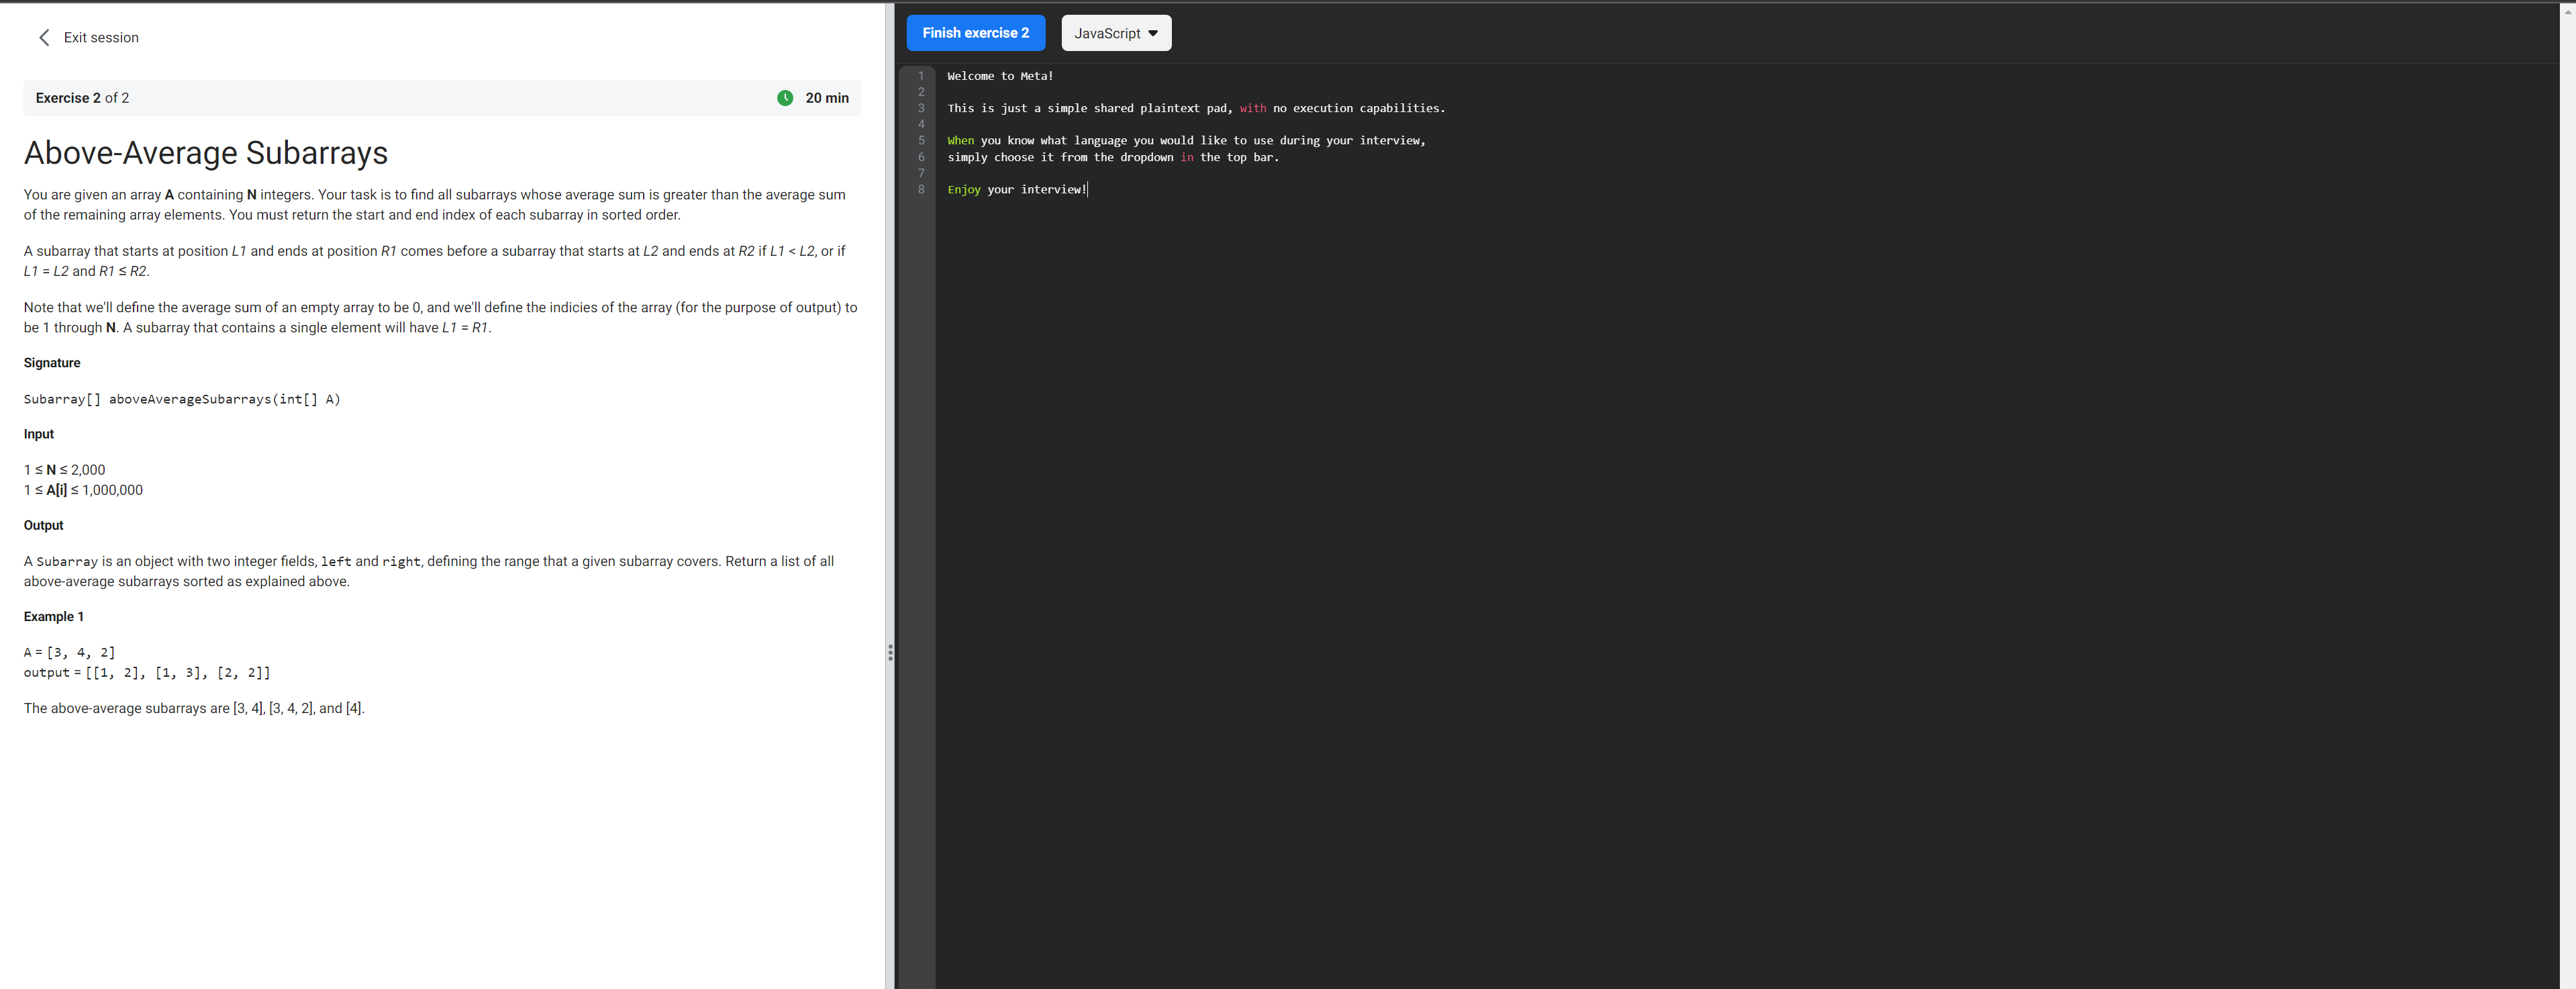 Exit session
Exercise 2 of 2
20 min
Above-Average Subarrays
You are given an array A containing N integers. Your task is to find all subarrays whose average sum is greater than the average sum
of the remaining array elements. You must return the start and end index of each subarray in sorted order.
A subarray that starts at position L1 and ends at position R1 comes before a subarray that starts at L2 and ends at R2 if L1 < L2, or if
L1 = L2 and R1 ≤ R2.
Note that we'll define the average sum of an empty array to be 0, and we'll define the indicies of the array (for the purpose of output) to
be 1 through N. A subarray that contains a single element will have L1 = R1.
Signature
Subarray[] aboveAverageSubarrays(int[] A)
Input
1 ≤ N ≤ 2,000
1 ≤ A[i] ≤ 1,000,000
Output
A Subarray is an object with two integer fields, left and right, defining the range that a given subarray covers. Return a list of all
above-average subarrays sorted as explained above.
Example 1
A = [3, 4, 2]
output = [[1, 2], [1, 3], [2, 2]]
The above-average subarrays are [3, 4], [3, 4, 2], and [4].
Finish exercise 2
JavaScript
1 Welcome to Meta!
2
3 This is just a simple shared plaintext pad, with no execution capabilities.
4
5 When you know what language you would like to use during your interview,
6 simply choose it from the dropdown in the top bar.
7
8 Enjoy your interview!